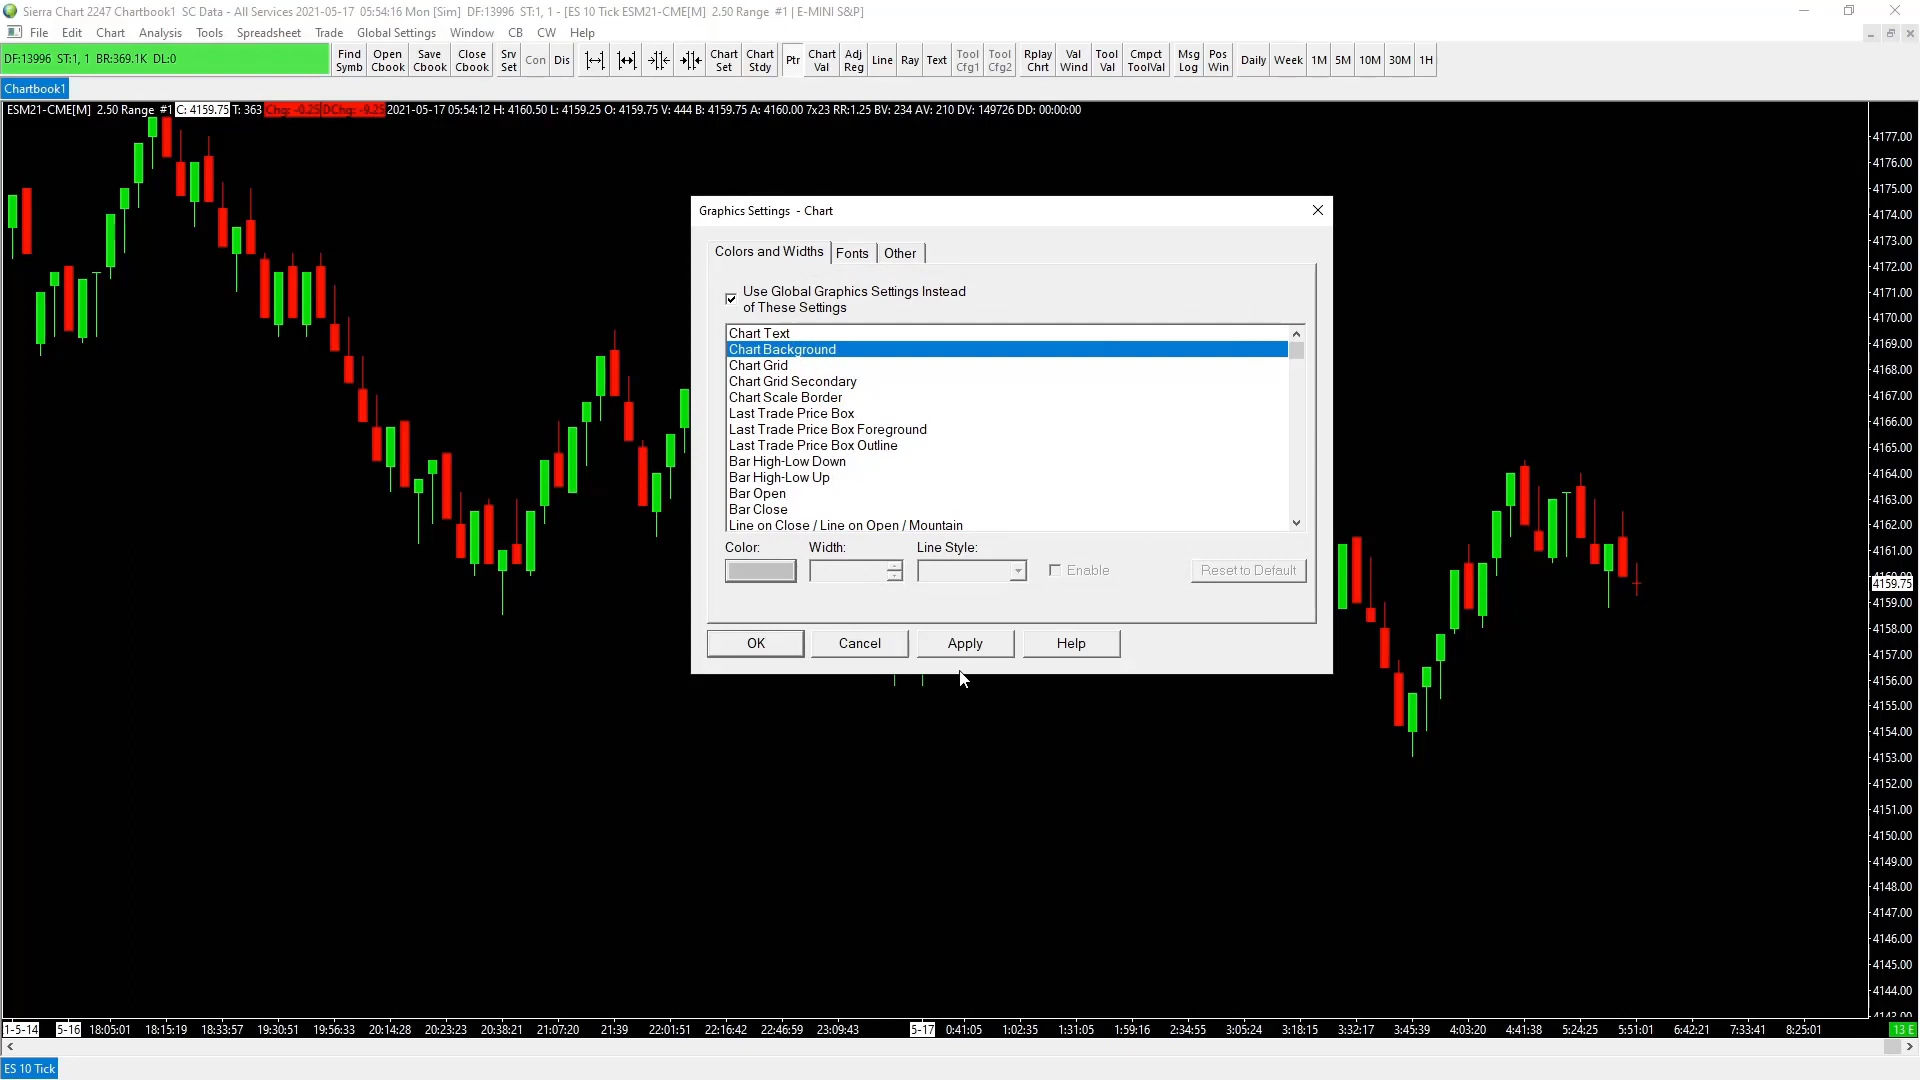 Sierra Chart 2247 Chartbook1  SC Data - All Services 2021-05-17  05:54:16 Mon [Sim]  DF:13996  ST:1, 1 - [ES 10 Tick ESM21-CME[M]  2.50 Range  #1 | E-MINI S&P]
File Edit Chart Analysis Tools Spreadsheet Trade Global Settings Window CB CW Help
DF:13996  ST:1, 1  BR:369.1K  DL:0
Find Symb Open Cbook Save Cbook Close Cbook Srv Set Con Dis Chart Set Chart Stdy Ptr Chart Val Adj Reg Line Ray Text Tool Cfg1 Tool Cfg2 Rplay Chrt Val Wind Tool Val Cmpct ToolVal Msg Log Pos Win Daily Week 1M 5M 10M 30M 1H
Chartbook1
ESM21-CME[M]  2.50 Range  #1 C: 4159.75 T: 363 Chg: -0.25 DChg: -9.25 2021-05-17 05:54:12 H: 4160.50 L: 4159.25 O: 4159.75 V: 444 B: 4159.75 A: 4160.00 7x23 RR:1.25 BV: 234 AV: 210 DV: 149726 DD: 00:00:00
Graphics Settings  - Chart
Colors and Widths Fonts Other
Use Global Graphics Settings Instead
of These Settings
Chart Text
Chart Background
Chart Grid
Chart Grid Secondary
Chart Scale Border
Last Trade Price Box
Last Trade Price Box Foreground
Last Trade Price Box Outline
Bar High-Low Down
Bar High-Low Up
Bar Open
Bar Close
Line on Close / Line on Open / Mountain
Color: Width: Line Style:
Enable Reset to Default
OK Cancel Apply Help
4177.00
4176.00
4175.00
4174.00
4173.00
4172.00
4171.00
4170.00
4169.00
4168.00
4167.00
4166.00
4165.00
4164.00
4163.00
4162.00
4161.00
4159.75
4159.00
4158.00
4157.00
4156.00
4155.00
4154.00
4153.00
4152.00
4151.00
4150.00
4149.00
4148.00
4147.00
4146.00
4145.00
4144.00
1-5-14 5-16 18:05:01 18:15:19 18:33:57 19:30:51 19:56:33 20:14:28 20:23:23 20:38:21 21:07:20 21:39 22:01:51 22:16:42 22:46:59 23:09:43 5-17 0:41:05 1:02:35 1:31:05 1:59:16 2:34:55 3:05:24 3:18:15 3:32:17 3:45:39 4:03:20 4:41:38 5:24:25 5:51:01 6:42:21 7:33:41 8:25:01 13 E
ES 10 Tick